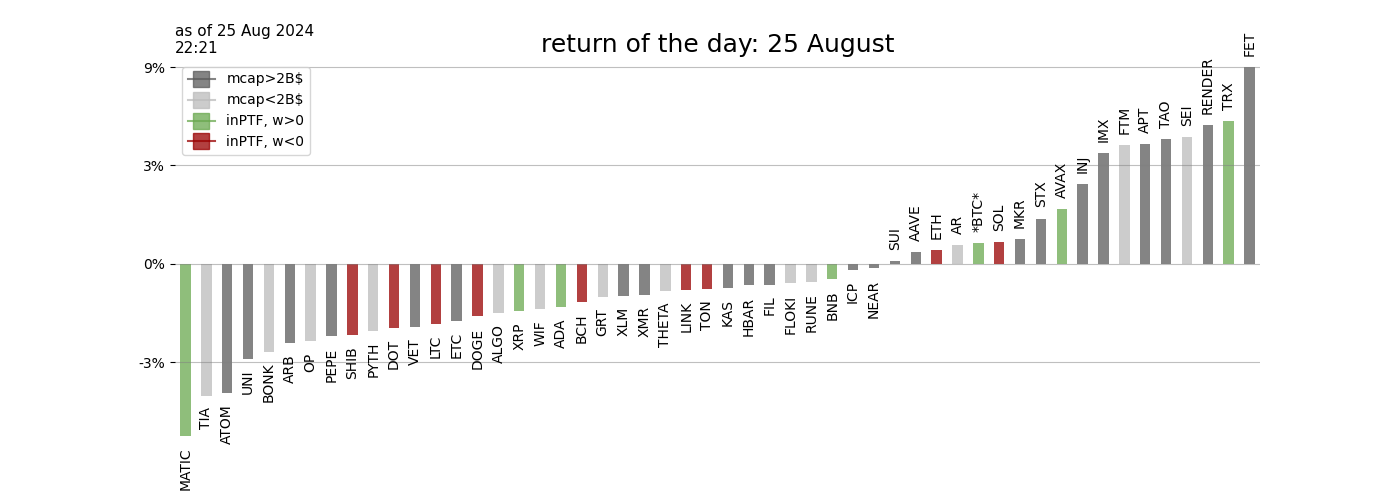 as of 25 Aug 2024
22:21
return of the day: 25 August
9%
3%
0%
-3%
mcap>2B$
mcap<2B$
inPTF, w>0
inPTF, w<0
MATIC
TIA
ATOM
UNI
BONK
ARB
OP
PEPE
SHIB
PYTH
DOT
VET
LTC
ETC
DOGE
ALGO
XRP
WIF
ADA
BCH
GRT
XLM
XMR
THETA
LINK
TON
KAS
HBAR
FIL
FLOKI
RUNE
BNB
ICP
NEAR
SUI
AAVE
ETH
AR
*BTC*
SOL
MKR
STX
AVAX
INJ
IMX
FTM
APT
TAO
SEI
RENDER
TRX
FET